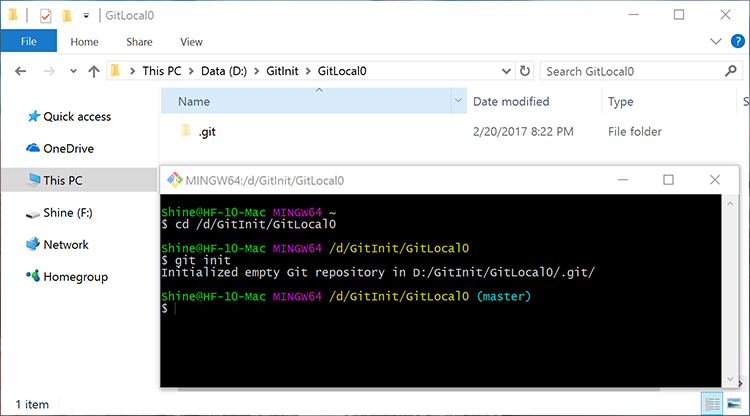 GitLocal0
File Home Share View
This PC Data (D:) GitInit GitLocal0 Search GitLocal0
Name Date modified Type S
Quick access
.git 2/20/2017 8:22 PM File folder
OneDrive
This PC
Shine (F:)
Network
Homegroup
MINGW64:/d/GitInit/GitLocal0
Shine@HF-10-Mac MINGW64 ~
$ cd /d/GitInit/GitLocal0
Shine@HF-10-Mac MINGW64 /d/GitInit/GitLocal0
$ git init
Initialized empty Git repository in D:/GitInit/GitLocal0/.git/
Shine@HF-10-Mac MINGW64 /d/GitInit/GitLocal0 (master)
$
1 item